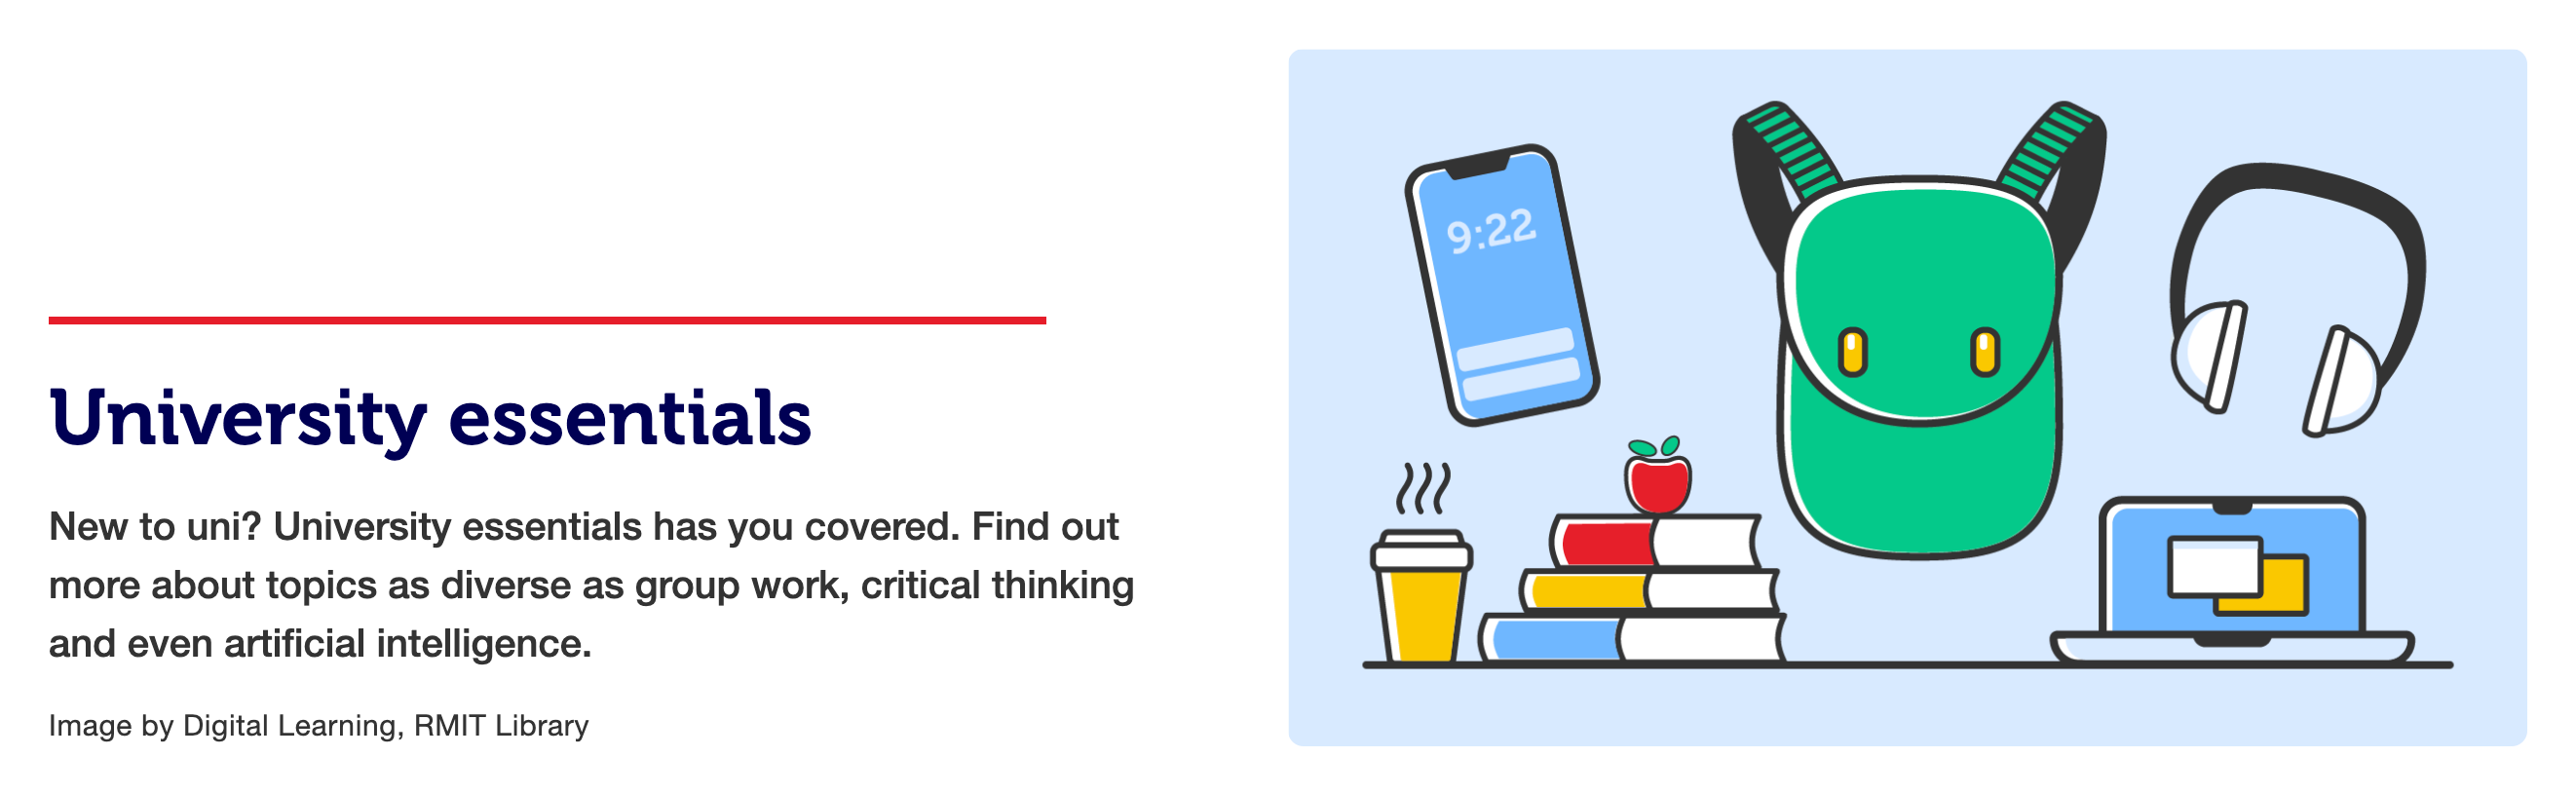 University essentials
New to uni? University essentials has you covered. Find out
more about topics as diverse as group work, critical thinking
and even artificial intelligence.
Image by Digital Learning, RMIT Library
9:22